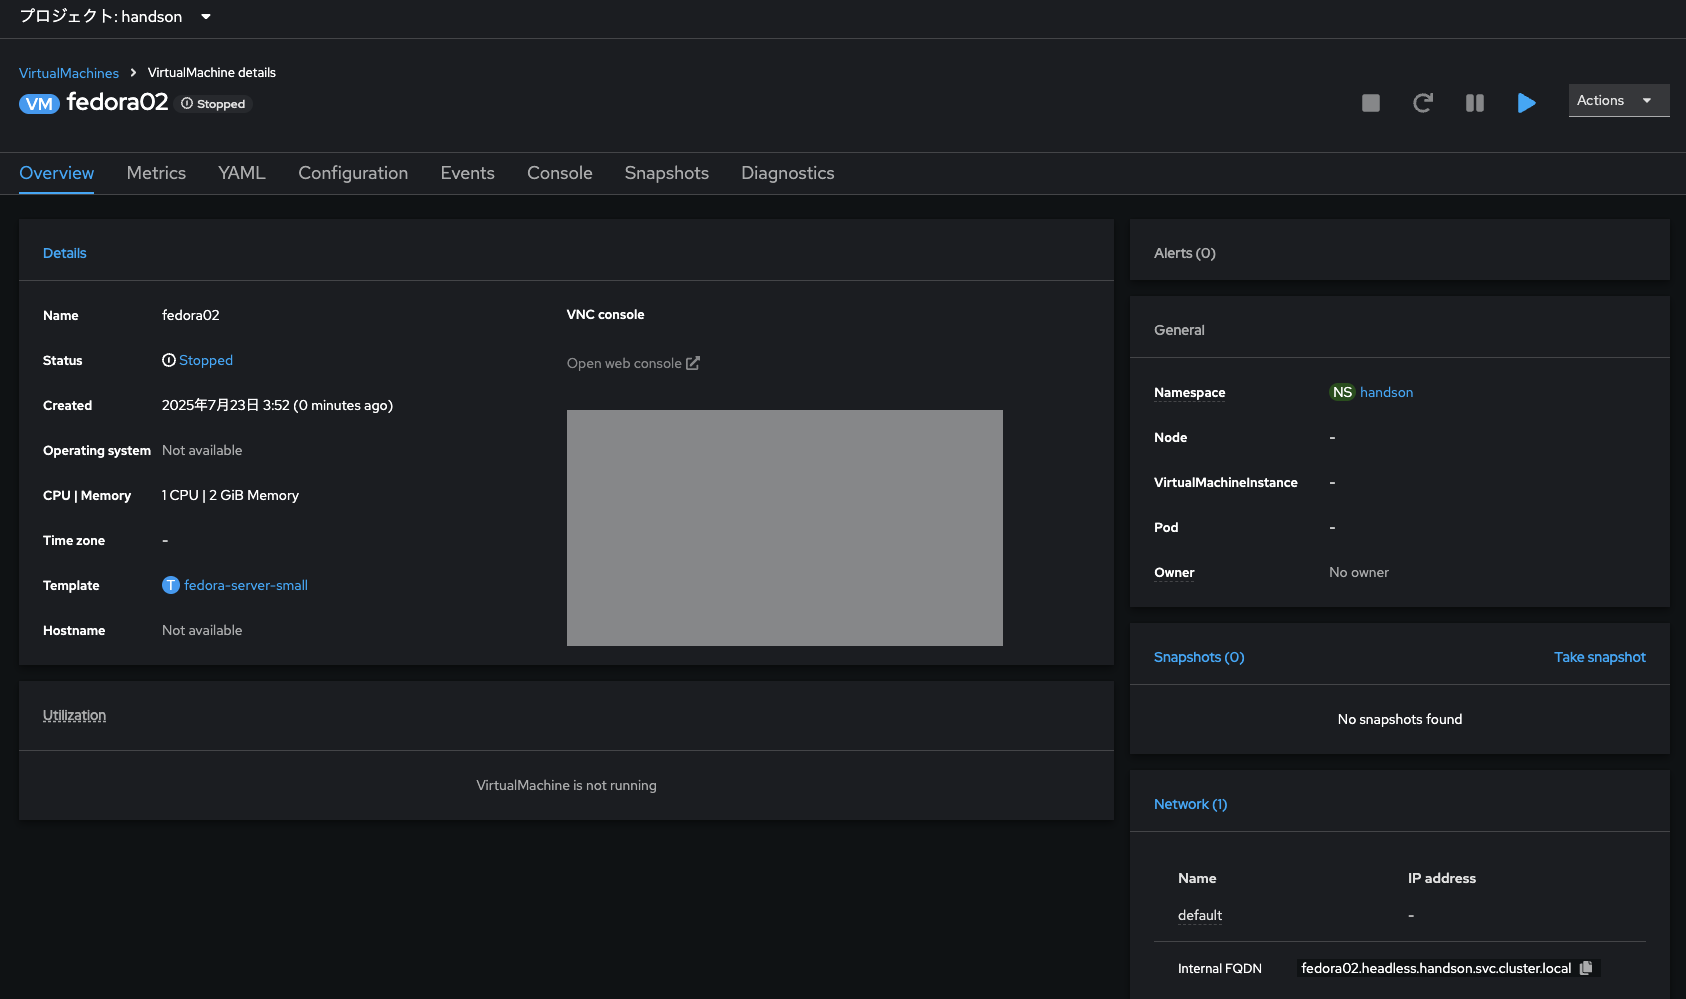 プロジェクト: handson
VirtualMachines > VirtualMachine details
VM fedora02 Stopped
Actions
Overview Metrics YAML Configuration Events Console Snapshots Diagnostics
Details
Name fedora02
Status Stopped
Created 2025年7月23日 3:52 (0 minutes ago)
Operating system Not available
CPU | Memory 1 CPU | 2 GiB Memory
Time zone -
Template T fedora-server-small
Hostname Not available
VNC console
Open web console
Utilization
VirtualMachine is not running
Alerts (0)
General
Namespace NS handson
Node -
VirtualMachineInstance -
Pod -
Owner No owner
Snapshots (0) Take snapshot
No snapshots found
Network (1)
Name IP address
default -
Internal FQDN fedora02.headless.handson.svc.cluster.local